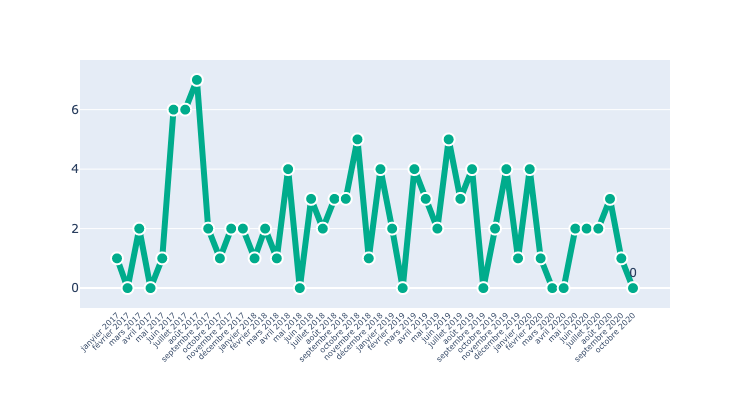 6
4
2
0
0
janvier 2017
février 2017
mars 2017
avril 2017
mai 2017
juin 2017
juillet 2017
août 2017
septembre 2017
octobre 2017
novembre 2017
décembre 2017
janvier 2018
février 2018
mars 2018
avril 2018
mai 2018
juin 2018
juillet 2018
août 2018
septembre 2018
octobre 2018
novembre 2018
décembre 2018
janvier 2019
février 2019
mars 2019
avril 2019
mai 2019
juin 2019
juillet 2019
août 2019
septembre 2019
octobre 2019
novembre 2019
décembre 2019
janvier 2020
février 2020
mars 2020
avril 2020
mai 2020
juin 2020
juillet 2020
août 2020
septembre 2020
octobre 2020